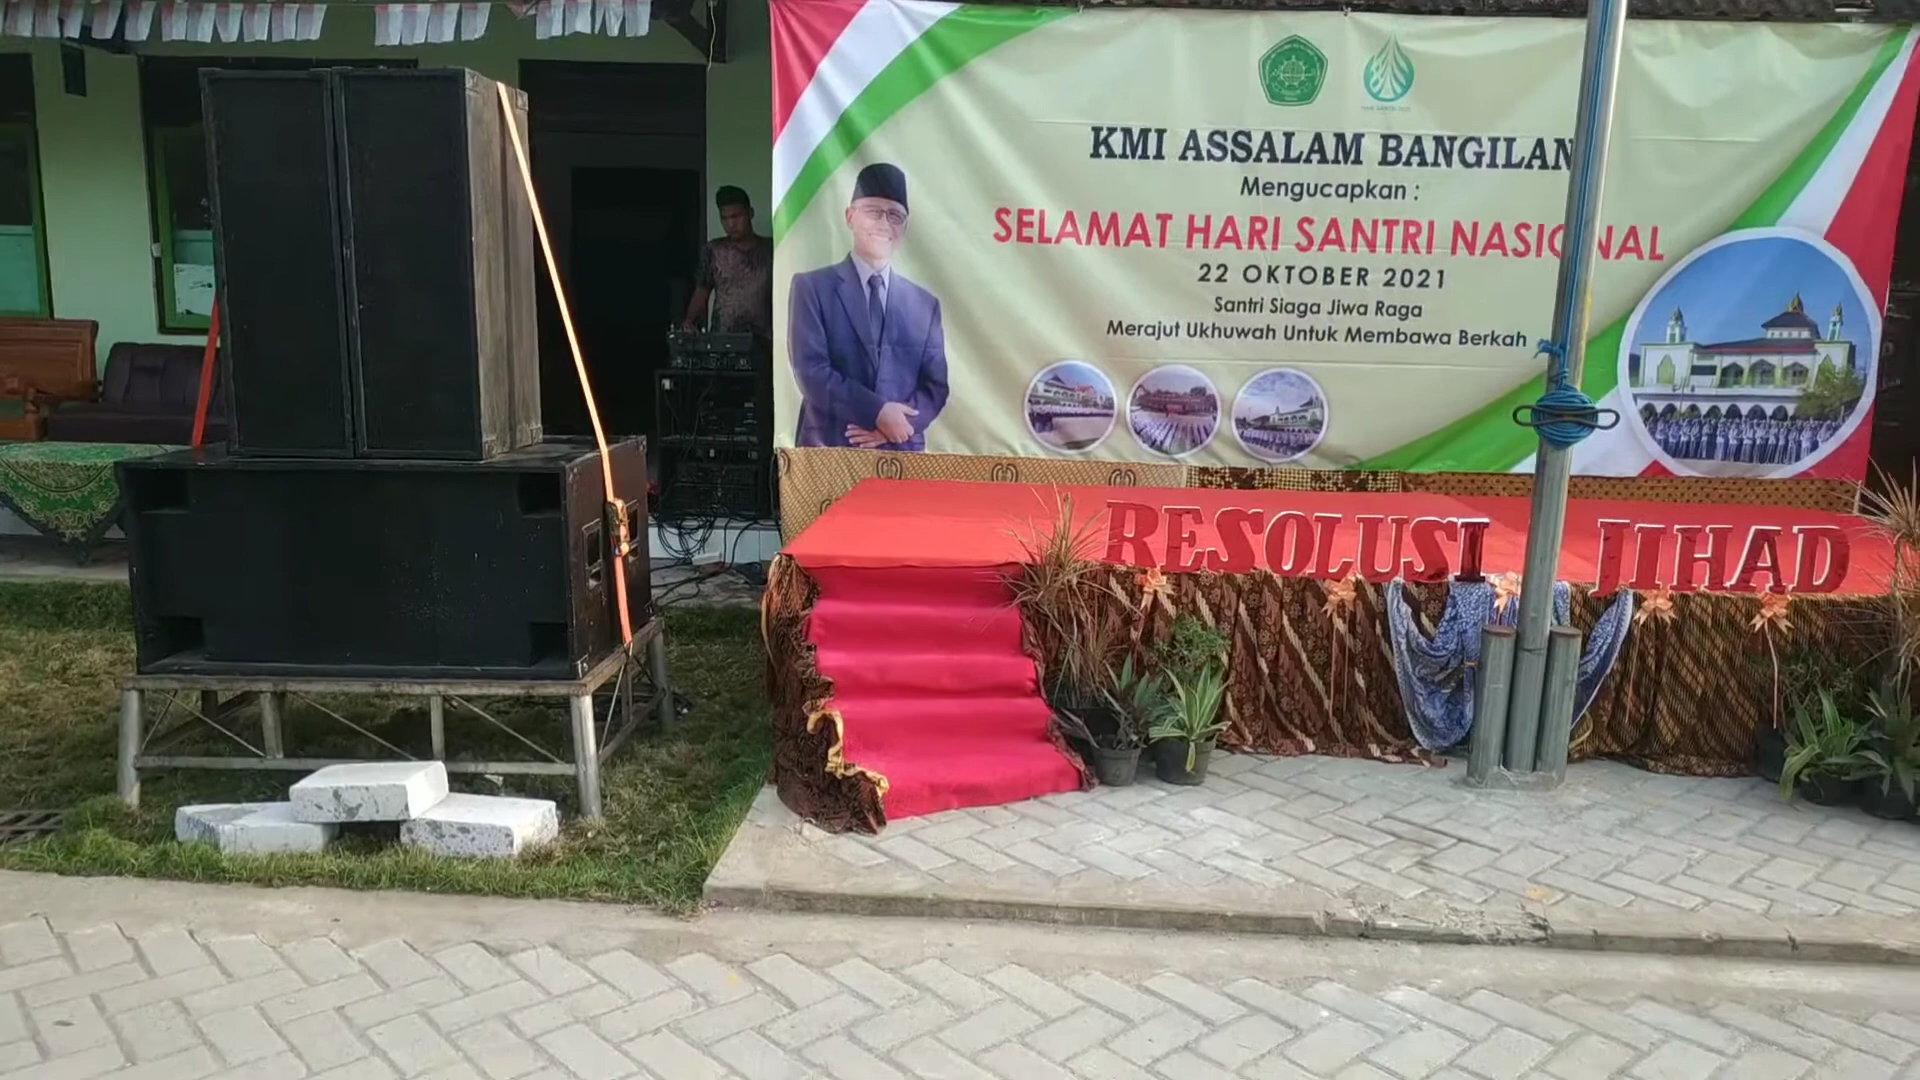 KMI ASSALAM BANGILAN
Mengucapkan :
SELAMAT HARI SANTRI NASIONAL
22 OKTOBER 2021
Santri Siaga Jiwa Raga
Merajut Ukhuwah Untuk Membawa Berkah
RESOLUSI JIHAD